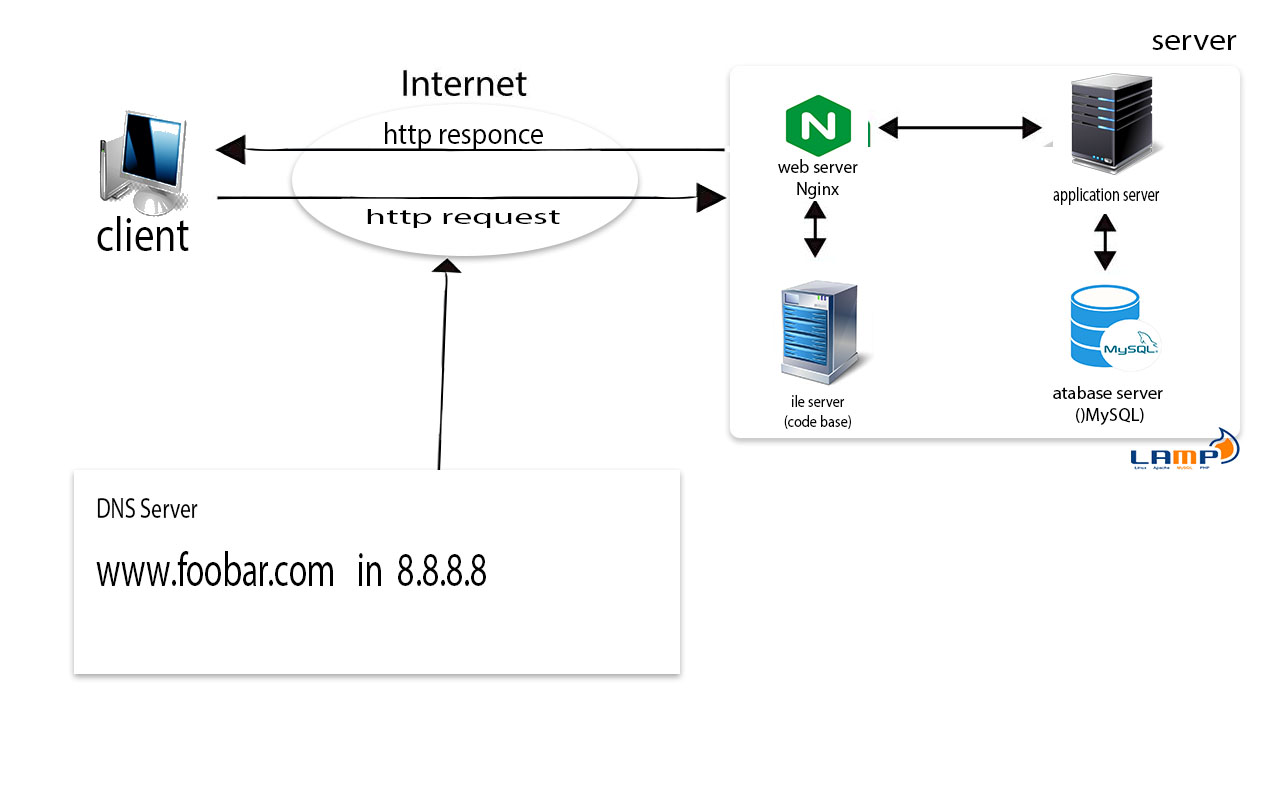 server
Internet
http responce
http request
client
web server
Nginx
application server
ile server
(code base)
MySQL
atabase server
()MySQL)
LAMP
Linux Apache MySQL PHP
DNS Server
www.foobar.com in 8.8.8.8